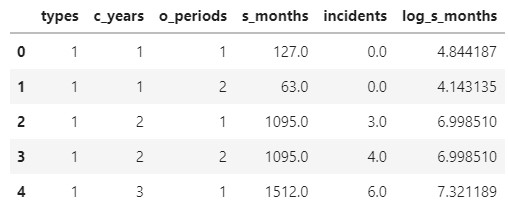 types c_years o_periods s_months incidents log_s_months
0 1 1 1 127.0 0.0 4.844187
1 1 1 2 63.0 0.0 4.143135
2 1 2 1 1095.0 3.0 6.998510
3 1 2 2 1095.0 4.0 6.998510
4 1 3 1 1512.0 6.0 7.321189